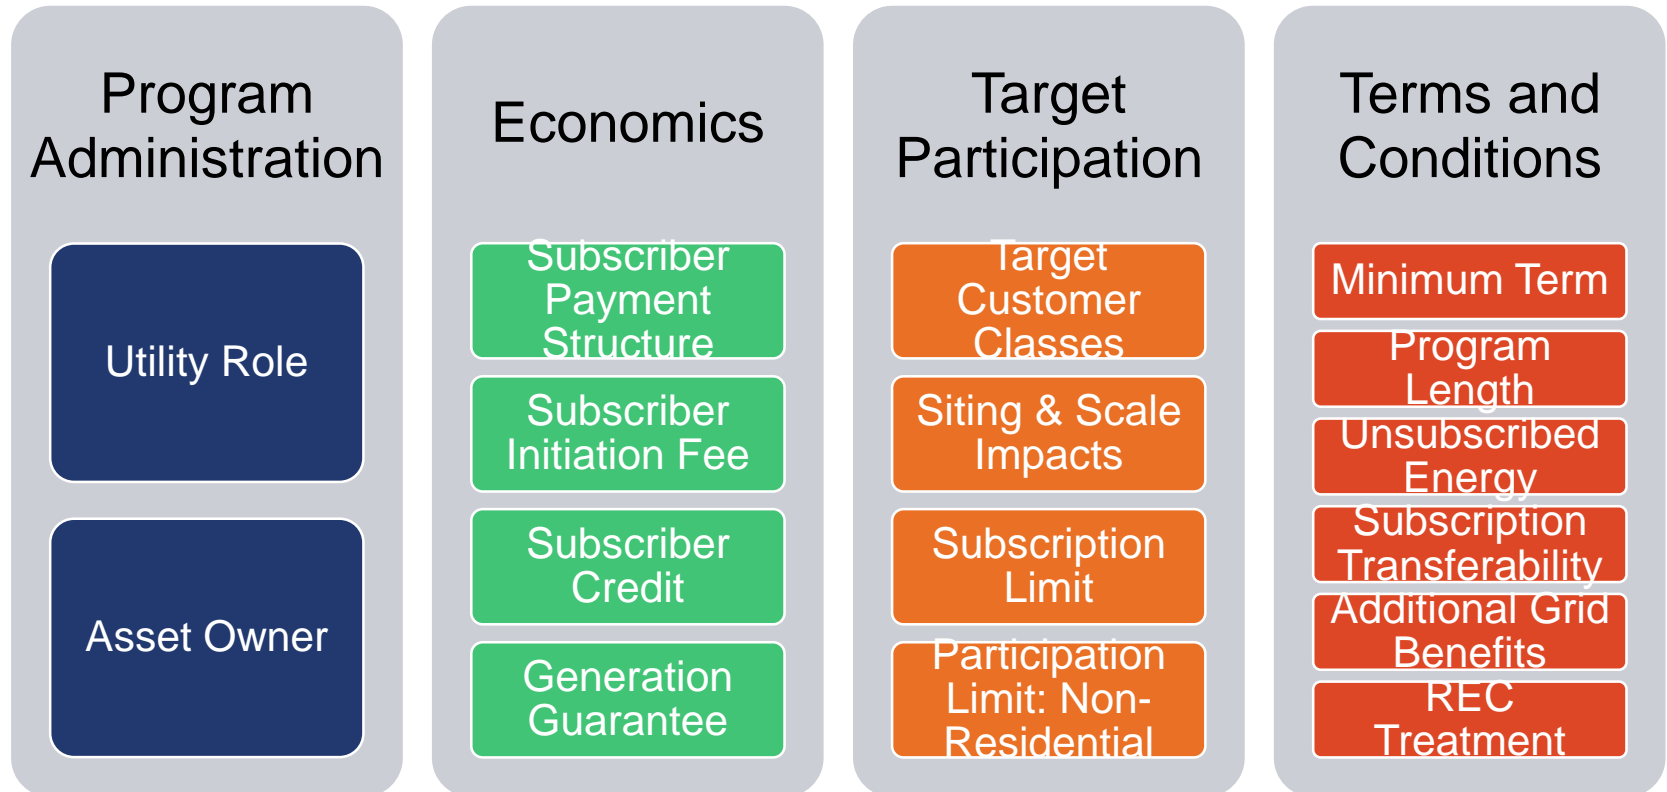 Program
Administration
Utility Role
Asset Owner
Economics
Subscriber
Payment
Structure
Subscriber
Initiation Fee
Subscriber
Credit
Generation
Guarantee
Target
Participation
Target
Customer
Classes
Siting & Scale
Impacts
Subscription
Limit
Participation
Limit: Non-
Residential
Terms and
Conditions
Minimum Term
Program
Length
Unsubscribed
Energy
Subscription
Transferability
Additional Grid
Benefits
REC
Treatment